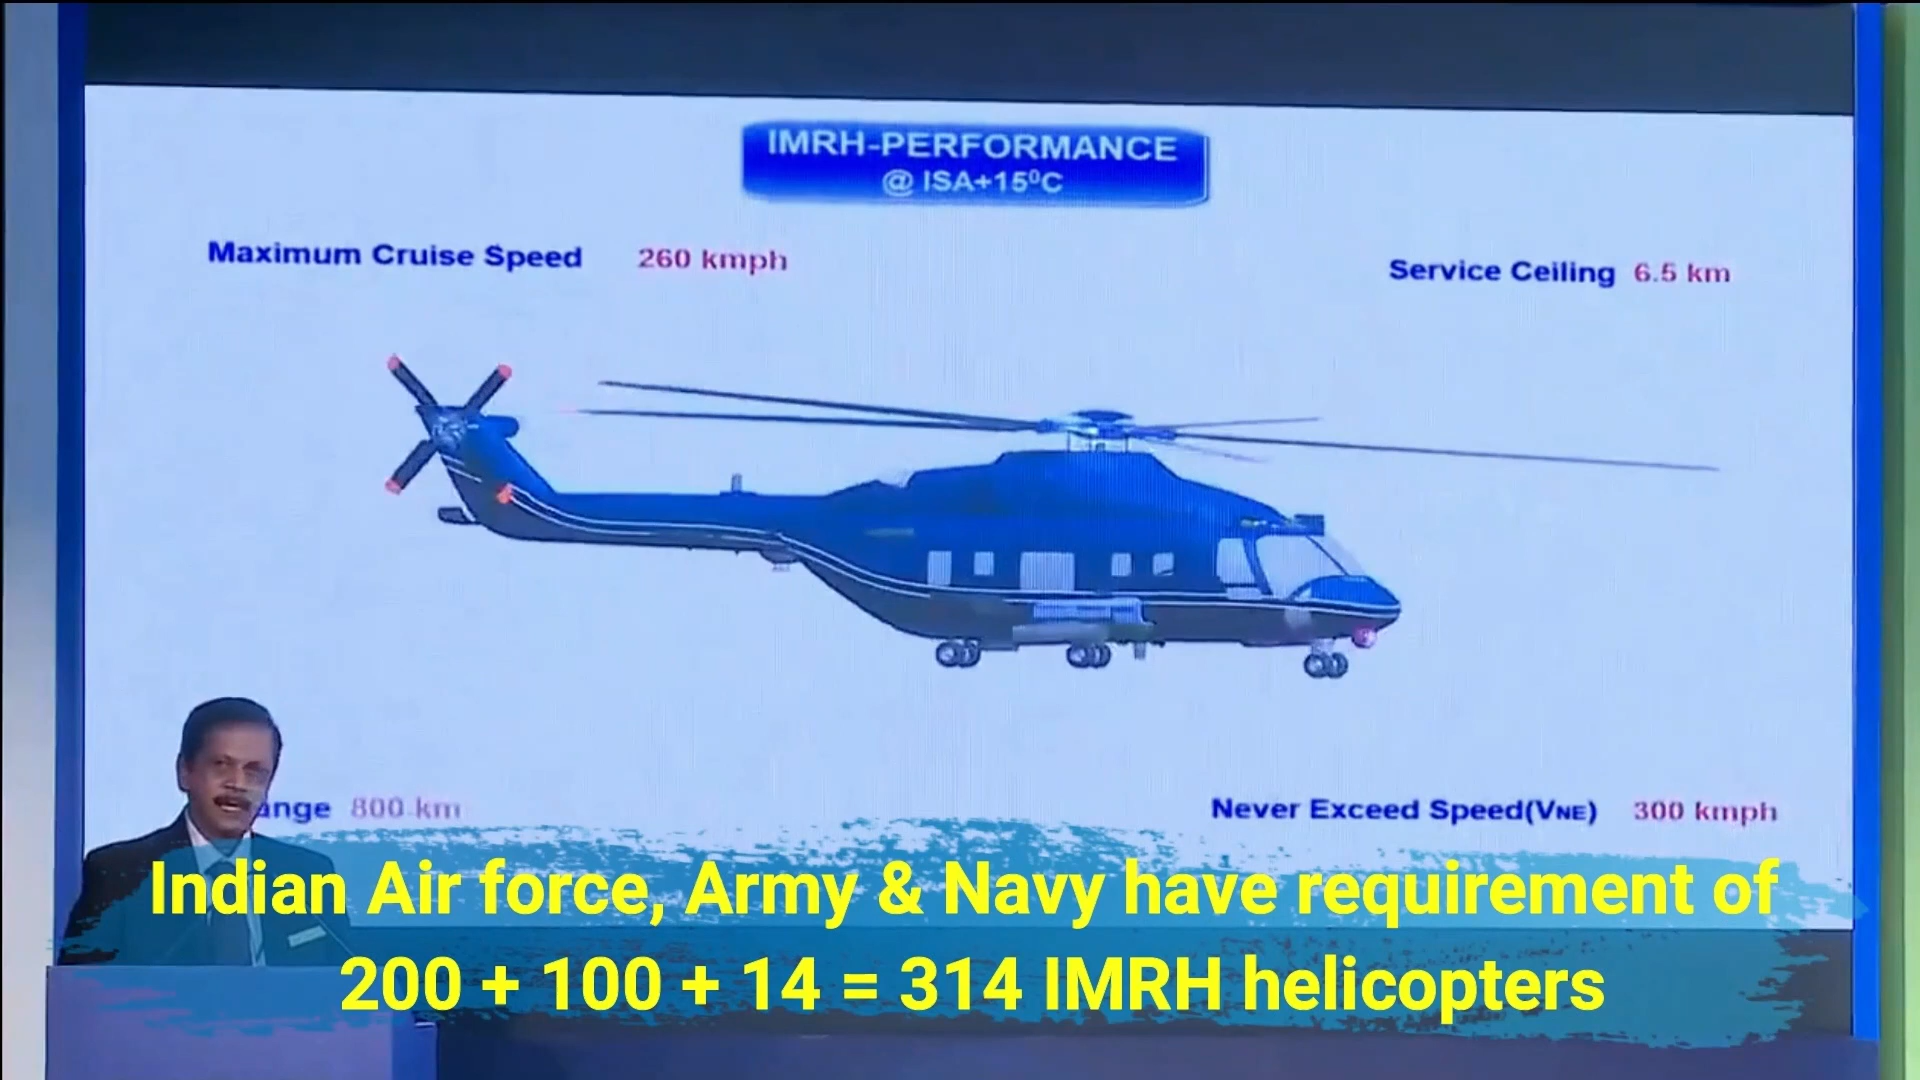 IMRH-PERFORMANCE
@ ISA+15⁰C
Maximum Cruise Speed 260 kmph
Service Ceiling 6.5 km
800 km
Never Exceed Speed(VNE) 300 kmph
Indian Air force, Army & Navy have requirement of
200 + 100 + 14 = 314 IMRH helicopters